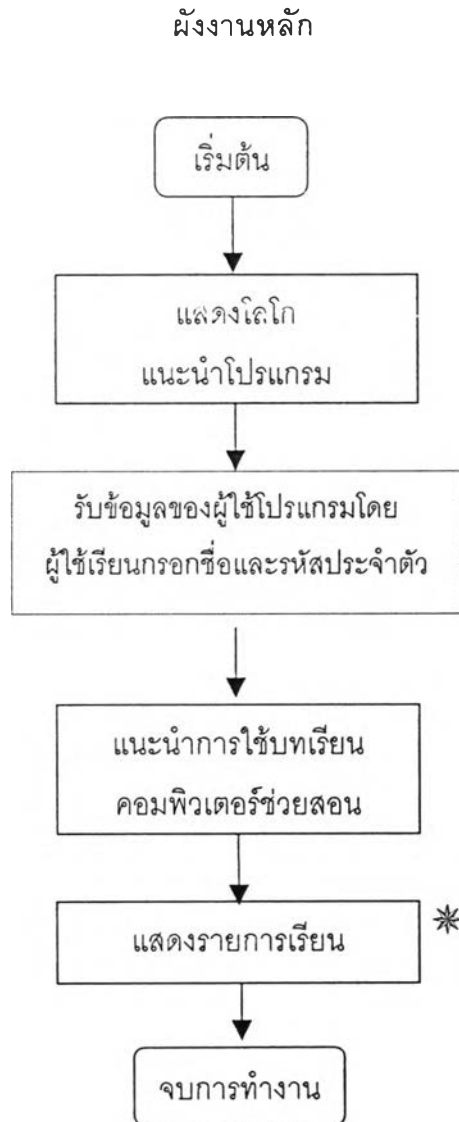 ผังงานหลัก
เริ่มต้น
แสดงโลโก
แนะนำโปรแกรม
รับข้อมูลของผู้ใช้โปรแกรมโดย
ผู้ใช้เรียนกรอกชื่อและรหัสประจำตัว
แนะนำการใช้บทเรียน
คอมพิวเตอร์ช่วยสอน
แสดงรายการเรียน
จบการทำงาน